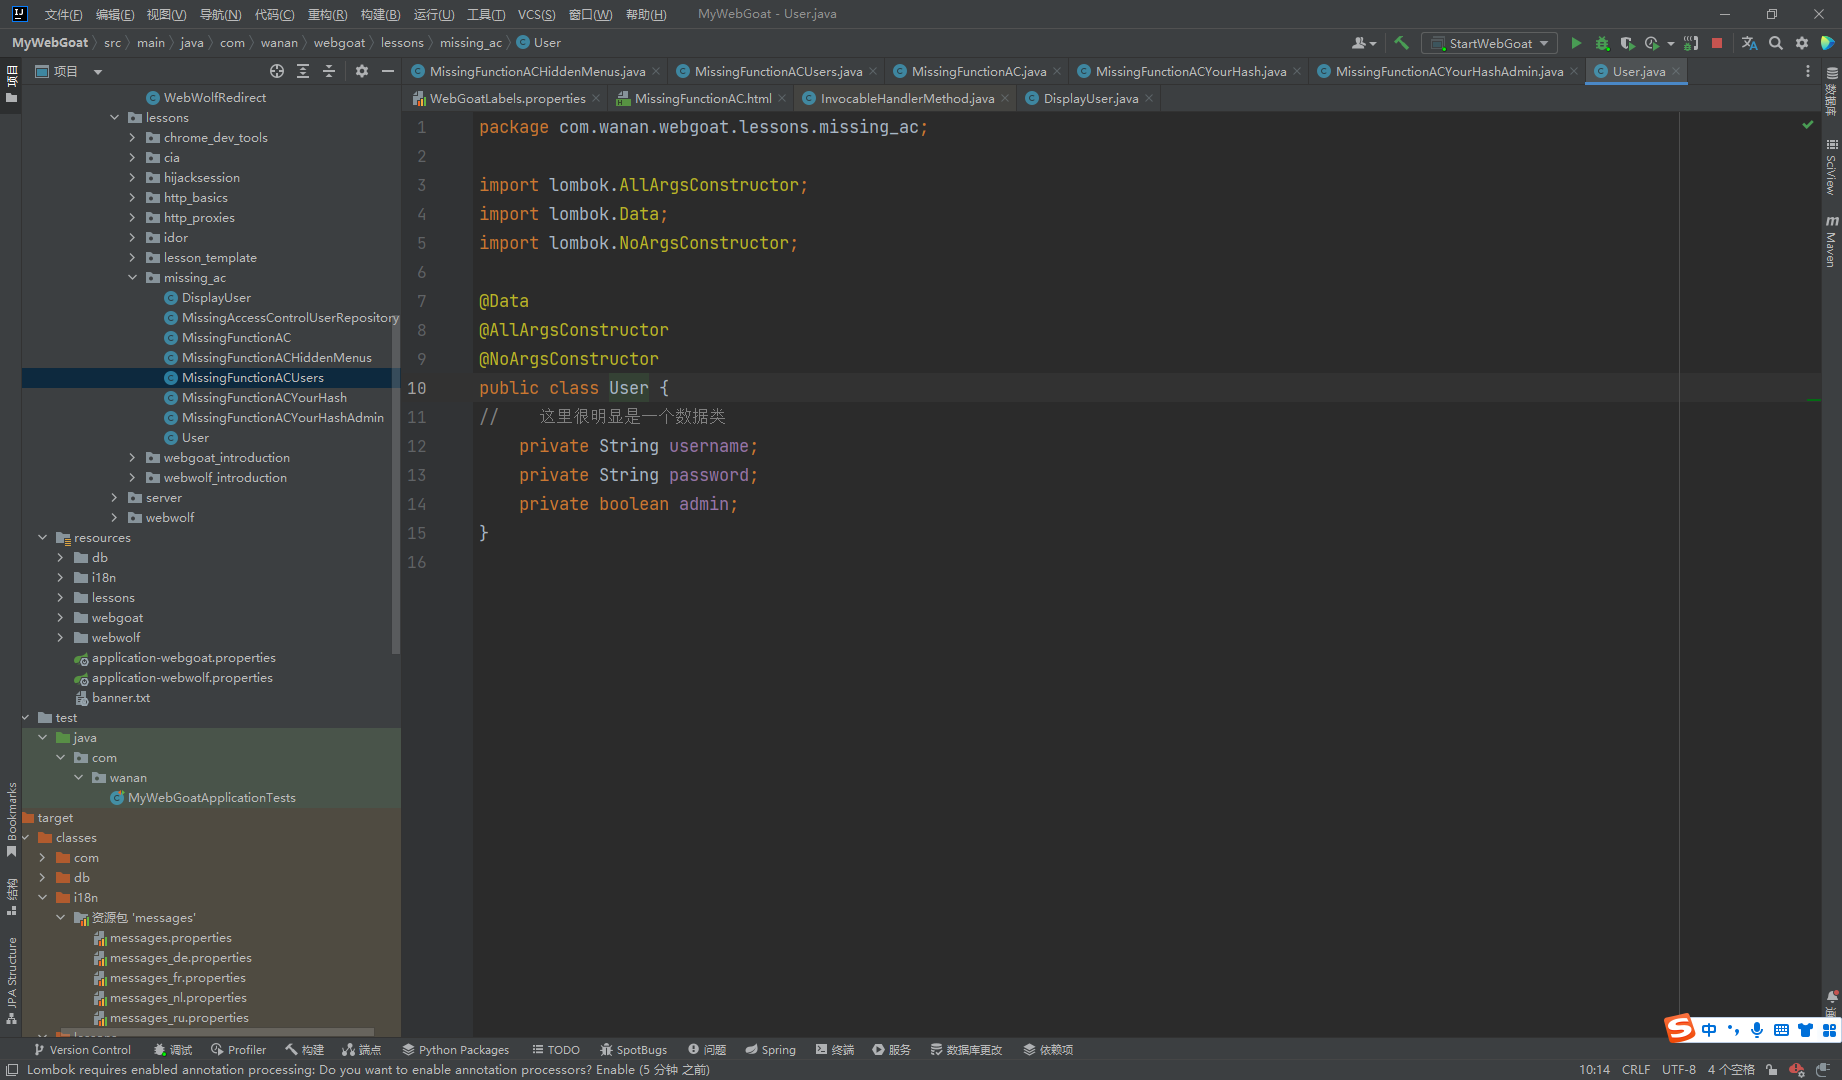 文件(F) 编辑(E) 视图(V) 导航(N) 代码(C) 重构(R) 构建(B) 运行(U) 工具(T) VCS(S) 窗口(W) 帮助(H) MyWebGoat - User.java
MyWebGoat src main java com wanan webgoat lessons missing_ac User StartWebGoat
项目
MissingFunctionACHiddenMenus.java MissingFunctionACUsers.java MissingFunctionAC.java MissingFunctionACYourHash.java MissingFunctionACYourHashAdmin.java User.java
WebGoatLabels.properties MissingFunctionAC.html InvocableHandlerMethod.java DisplayUser.java
项目
Bookmarks
结构
JPA Structure
WebWolfRedirect
lessons
chrome_dev_tools
cia
hijacksession
http_basics
http_proxies
idor
lesson_template
missing_ac
DisplayUser
MissingAccessControlUserRepository
MissingFunctionAC
MissingFunctionACHiddenMenus
MissingFunctionACUsers
MissingFunctionACYourHash
MissingFunctionACYourHashAdmin
User
webgoat_introduction
webwolf_introduction
server
webwolf
resources
db
i18n
lessons
webgoat
webwolf
application-webgoat.properties
application-webwolf.properties
banner.txt
test
java
com
wanan
MyWebGoatApplicationTests
target
classes
com
db
i18n
资源包 'messages'
messages.properties
messages_de.properties
messages_fr.properties
messages_nl.properties
messages_ru.properties
1 package com.wanan.webgoat.lessons.missing_ac;
2
3 import lombok.AllArgsConstructor;
4 import lombok.Data;
5 import lombok.NoArgsConstructor;
6
7 @Data
8 @AllArgsConstructor
9 @NoArgsConstructor
10 public class User {
11 // 这里很明显是一个数据类
12 private String username;
13 private String password;
14 private boolean admin;
15 }
16
数据库
SciView
m Maven
中
Version Control 调试 Profiler 构建 端点 Python Packages TODO SpotBugs 问题 Spring 终端 服务 数据库更改 依赖项
Lombok requires enabled annotation processing: Do you want to enable annotation processors? Enable (5 分钟 之前) 10:14 CRLF UTF-8 4 个空格